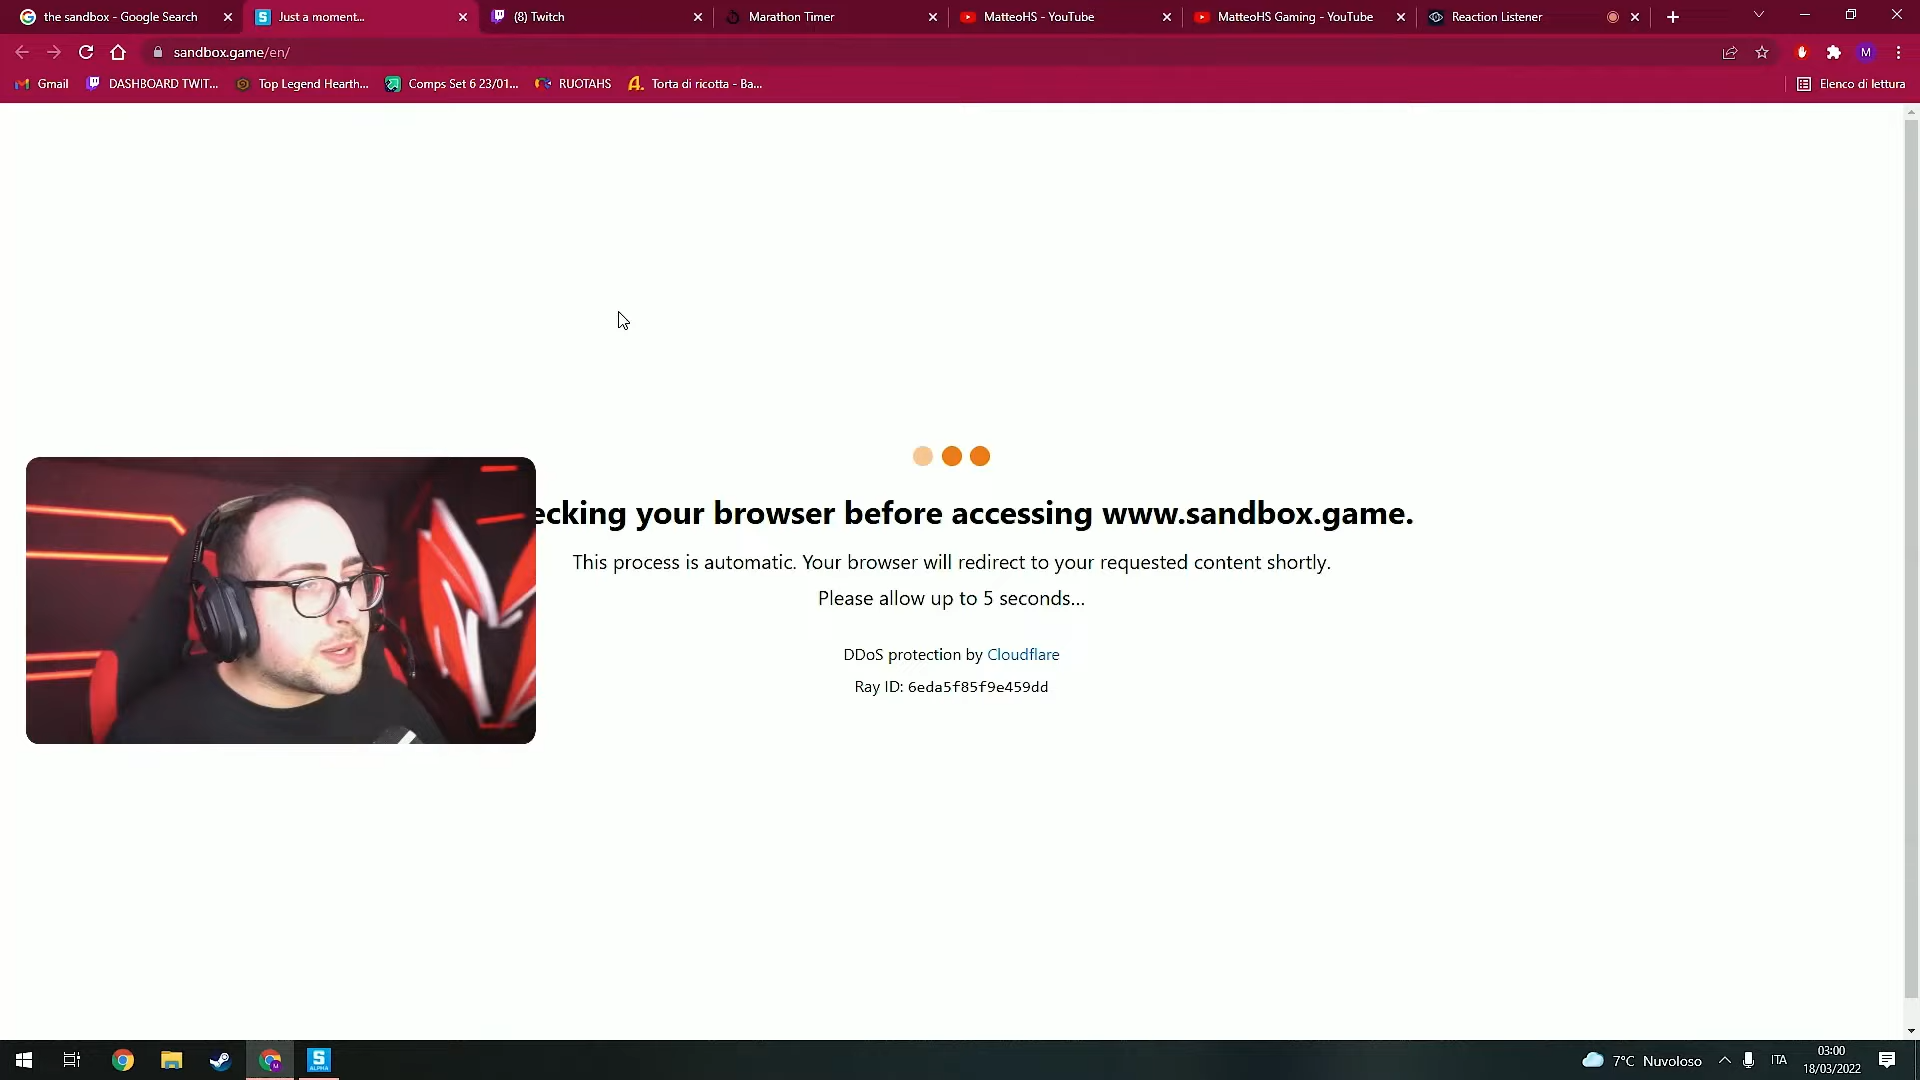 the sandbox - Google Search
Just a moment...
(8) Twitch
Marathon Timer
MatteoHS - YouTube
MatteoHS Gaming - YouTube
Reaction Listener
sandbox.game/en/
M
Gmail
DASHBOARD TWIT...
Top Legend Hearth...
Comps Set 6 23/01...
RUOTAHS
Torta di ricotta - Ba...
Elenco di lettura
ecking your browser before accessing www.sandbox.game.
This process is automatic. Your browser will redirect to your requested content shortly.
Please allow up to 5 seconds...
DDoS protection by Cloudflare
Ray ID: 6eda5f85f9e459dd
S
ALPHA
7°C Nuvoloso
ITA
03:00
18/03/2022